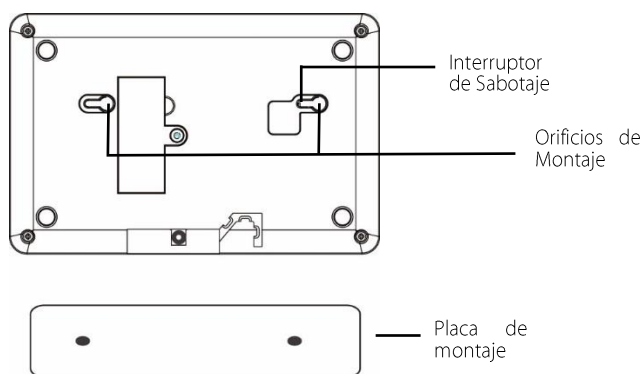 Interruptor
de Sabotaje
Orificios de
Montaje
Placa de
montaje